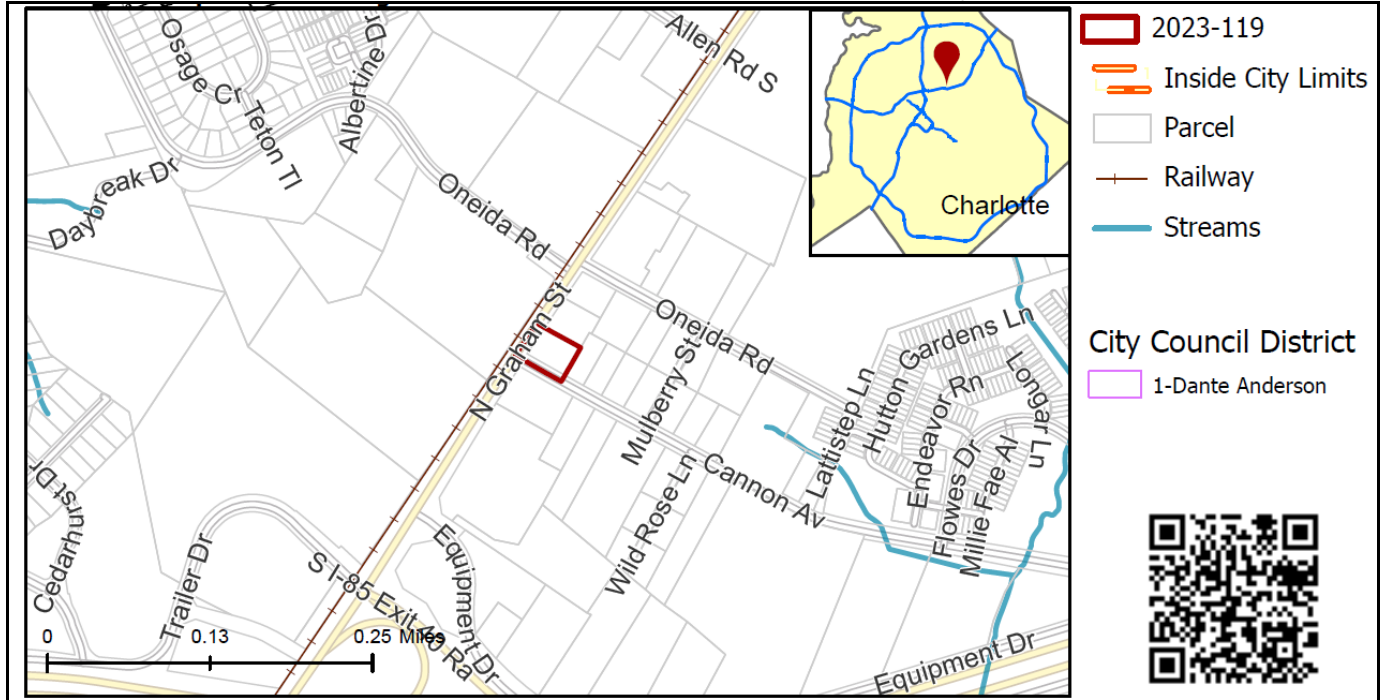 Osage Cr
Teton Tl
Albertine Dr
Allen Rd S
Daybreak Dr
Oneida Rd
N Graham St
Oneida Rd
Mulberry St
Cannon Av
Wild Rose Ln
Lattistep Ln
Hutton Gardens Ln
Endeavor Rn
Longar Ln
Flowes Dr
Millie Fae Al
Cedarhurst Dr
Trailer Dr
S I-85 Exit 40 Ra
Equipment Dr
Equipment Dr
0
0.13
0.25 Miles
Charlotte
2023-119
Inside City Limits
Parcel
Railway
Streams
City Council District
1-Dante Anderson